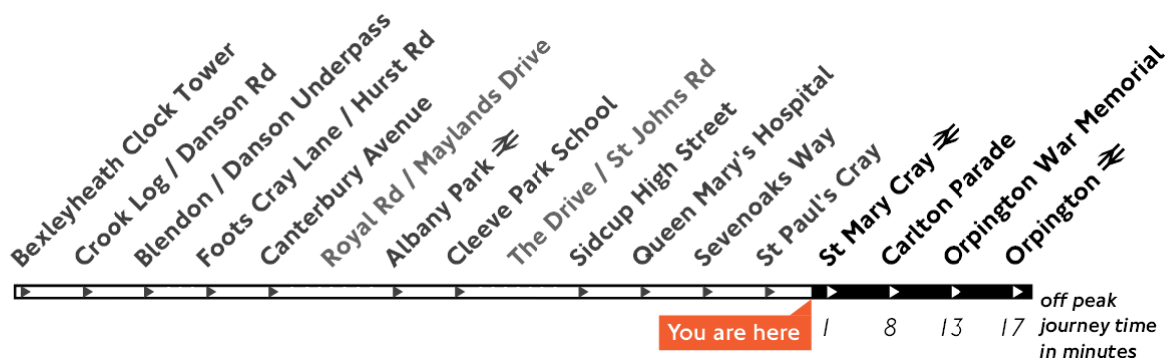 Bexleyheath Clock Tower
Crook Log / Danson Rd
Blendon / Danson Underpass
Foots Cray Lane / Hurst Rd
Canterbury Avenue
Royal Rd / Maylands Drive
Albany Park
Cleeve Park School
The Drive / St Johns Rd
Sidcup High Street
Queen Mary's Hospital
Sevenoaks Way
St Paul's Cray
St Mary Cray
Carlton Parade
Orpington War Memorial
Orpington
You are here
1 8 13 17
off peak
journey time
in minutes